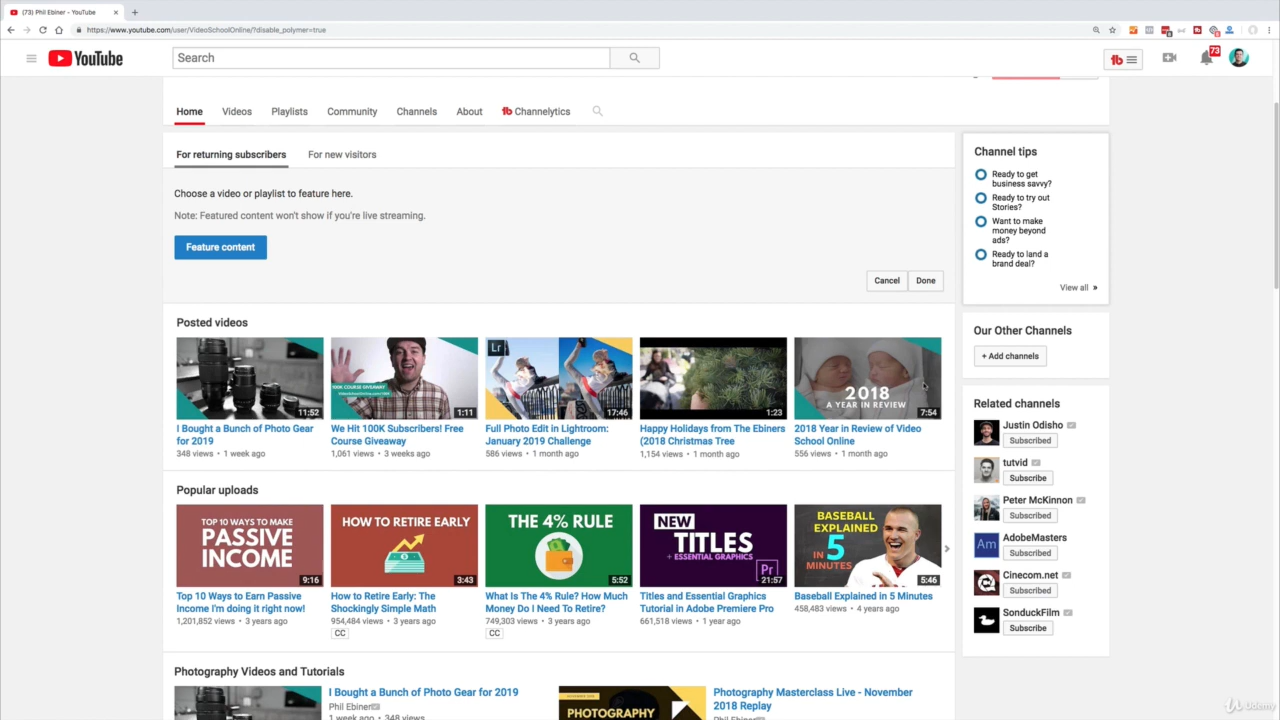 (73) Phil Ebiner - YouTube
https://www.youtube.com/user/VideoSchoolOnline/?disable_polymer=true
YouTube
Search
tb
73
Home Videos Playlists Community Channels About tb Channelytics
For returning subscribers For new visitors
Choose a video or playlist to feature here.
Note: Featured content won't show if you're live streaming.
Feature content
Cancel Done
Channel tips
Ready to get
business savvy?
Ready to try out
Stories?
Want to make
money beyond
ads?
Ready to land a
brand deal?
View all »
Posted videos
11:52
I Bought a Bunch of Photo Gear
for 2019
348 views • 1 week ago
100K COURSE GIVEAWAY
1:11
We Hit 100K Subscribers! Free
Course Giveaway
1,061 views • 3 weeks ago
Lr
17:46
Full Photo Edit in Lightroom:
January 2019 Challenge
586 views • 1 month ago
1:23
Happy Holidays from The Ebiners
(2018 Christmas Tree
1,154 views • 1 month ago
2018
A YEAR IN REVIEW
7:54
2018 Year in Review of Video
School Online
556 views • 1 month ago
Our Other Channels
+ Add channels
Related channels
Justin Odisho
Subscribed
tutvid
Subscribe
Peter McKinnon
Subscribed
Am
AdobeMasters
Subscribed
Cinecom.net
Subscribed
SonduckFilm
Subscribe
Popular uploads
TOP 10 WAYS TO MAKE
PASSIVE
INCOME
9:16
Top 10 Ways to Earn Passive
Income I'm doing it right now!
1,201,852 views • 3 years ago
HOW TO RETIRE EARLY
3:43
How to Retire Early: The
Shockingly Simple Math
954,484 views • 3 years ago
CC
THE 4% RULE
5:52
What Is The 4% Rule? How Much
Money Do I Need To Retire?
749,303 views • 3 years ago
CC
NEW
TITLES
+ ESSENTIAL GRAPHICS
Pr
21:57
Titles and Essential Graphics
Tutorial in Adobe Premiere Pro
661,518 views • 1 year ago
BASEBALL
EXPLAINED
IN 5
MINUTES
5:46
Baseball Explained in 5 Minutes
458,483 views • 4 years ago
Photography Videos and Tutorials
I Bought a Bunch of Photo Gear for 2019
Phil Ebiner
1 week ago • 348 views
PHOTOGRAPHY
Photography Masterclass Live - November
2018 Replay
Phil Ebiner
Udemy